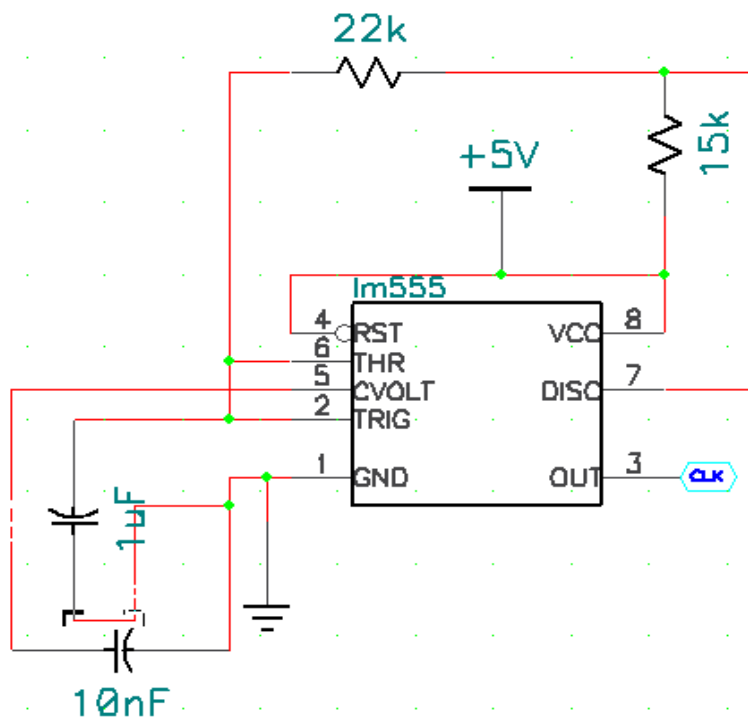 22k
15k
+5V
lm555
4 RST VCC 8
6 THR
5 CVOLT DISC 7
2 TRIG
1 GND OUT 3 CLK
1uF
10nF